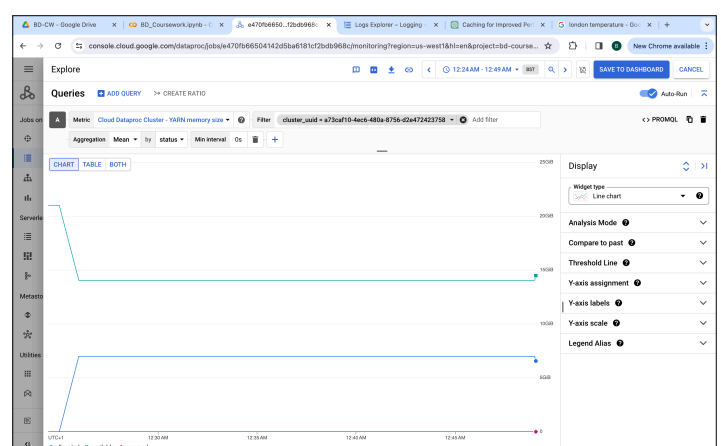 BD-CW - Google Drive
BD_Coursework.ipynb - C
e470fb6650...f2bdb968c
Logs Explorer – Logging -
Caching for Improved Per
london temperature - Goo
console.cloud.google.com/dataproc/jobs/e470fb66504142d5ba6181cf2bdb968c/monitoring?region=us-west1&hl=en&project=bd-course...
B
New Chrome available
Explore
12:24 AM - 12:49 AM
BST
SAVE TO DASHBOARD
CANCEL
Queries
ADD QUERY
CREATE RATIO
Auto-Run
Jobs on
A
Metric
Cloud Dataproc Cluster - YARN memory size
Filter
cluster_uuid = a73caf10-4ec6-480a-8756-d2e472423758
Add filter
<> PROMQL
Aggregation
Mean
by
status
Min interval
0s
CHART
TABLE
BOTH
25GiB
20GiB
15GiB
10GiB
5GiB
0
UTC+1
12:30 AM
12:35 AM
12:40 AM
12:45 AM
Display
Widget type
Line chart
Analysis Mode
Compare to past
Threshold Line
Y-axis assignment
Y-axis labels
Y-axis scale
Legend Alias
Serverle
Metasto
Utilities